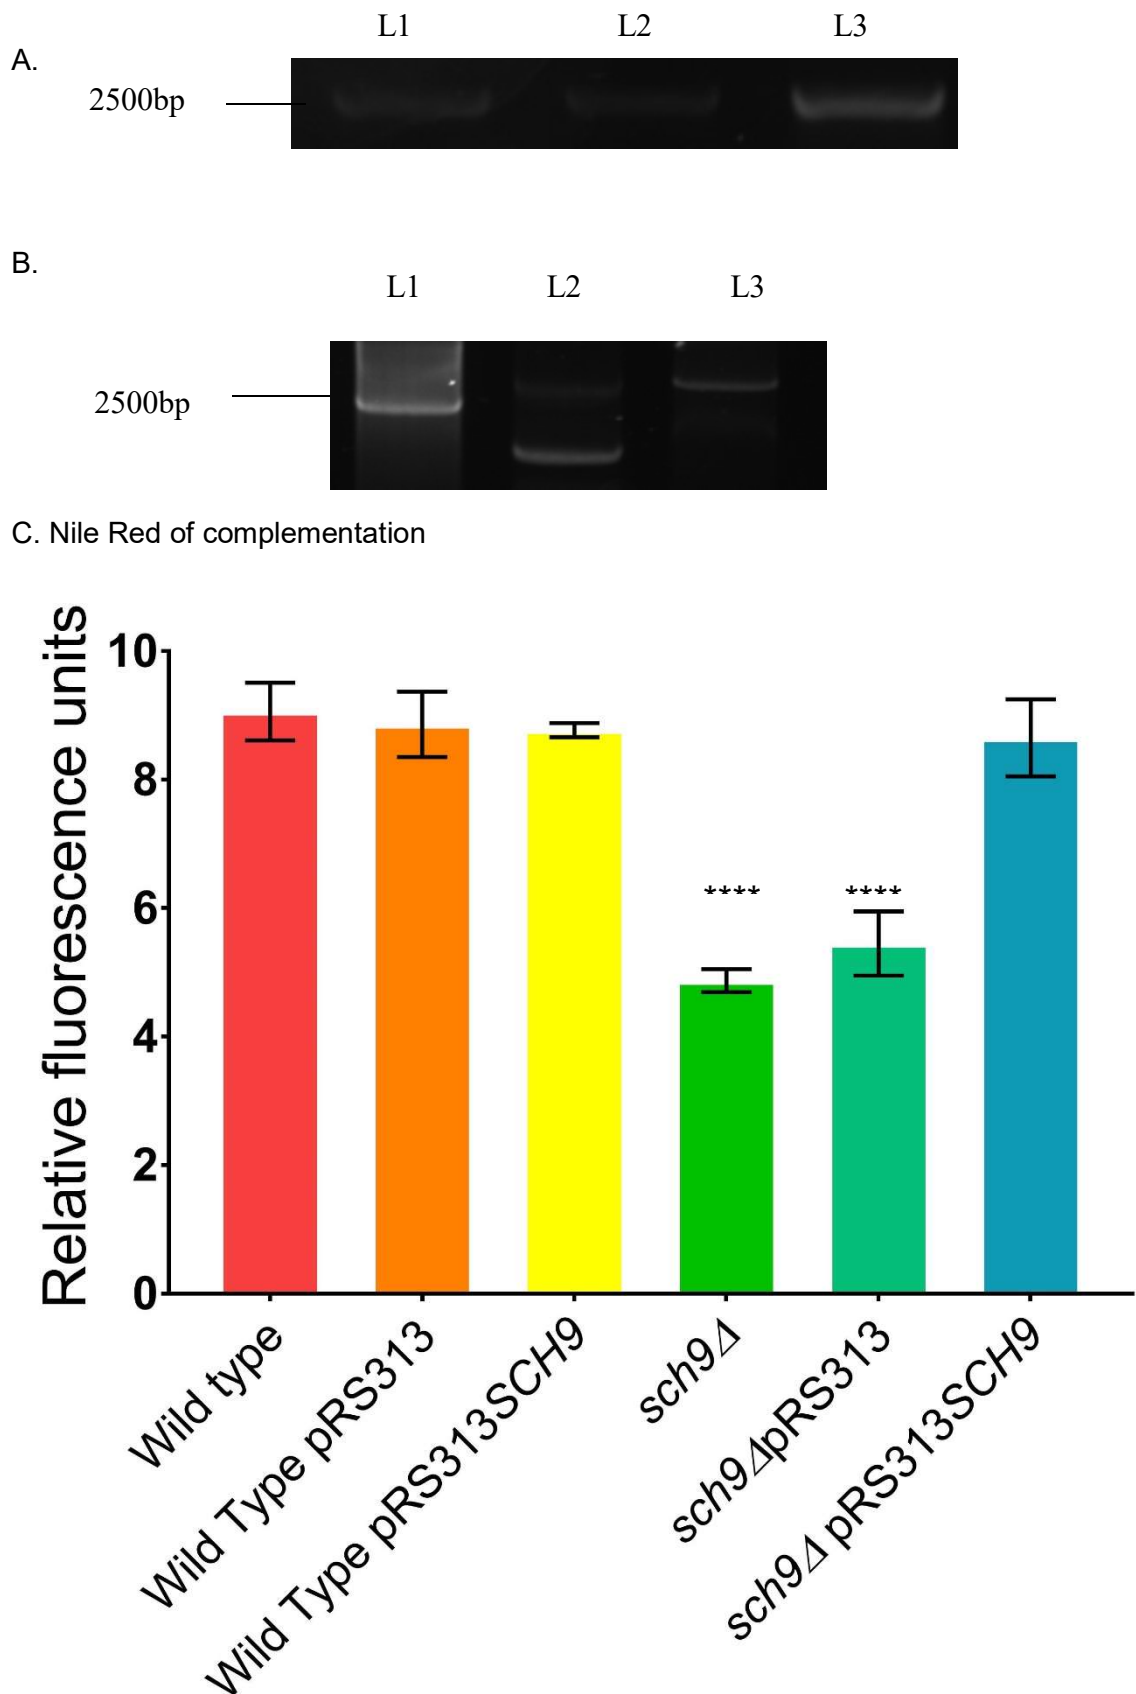 L1 L2 L3
A.
2500bp
B.
L1 L2 L3
2500bp
C. Nile Red of complementation
Relative fluorescence units
10
8
6
4
2
0
**** ****
Wild type
Wild Type pRS313
Wild Type pRS313SCH9
sch9Δ
sch9ΔpRS313
sch9Δ pRS313SCH9